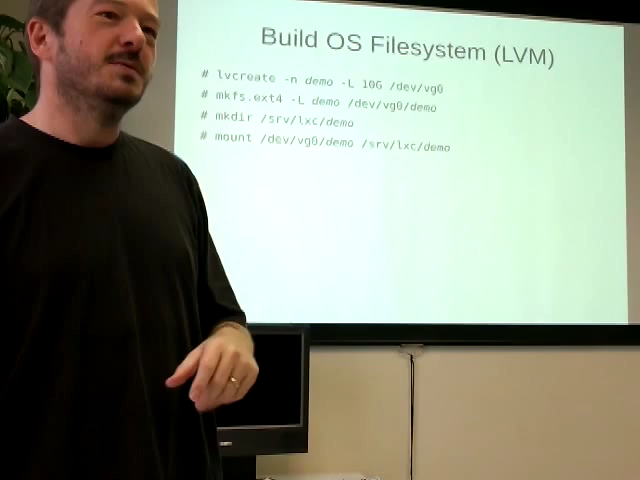 Build OS Filesystem (LVM)
# lvcreate -n demo -L 10G /dev/vg0
# mkfs.ext4 -L demo /dev/vg0/demo
# mkdir /srv/lxc/demo
# mount /dev/vg0/demo /srv/lxc/demo